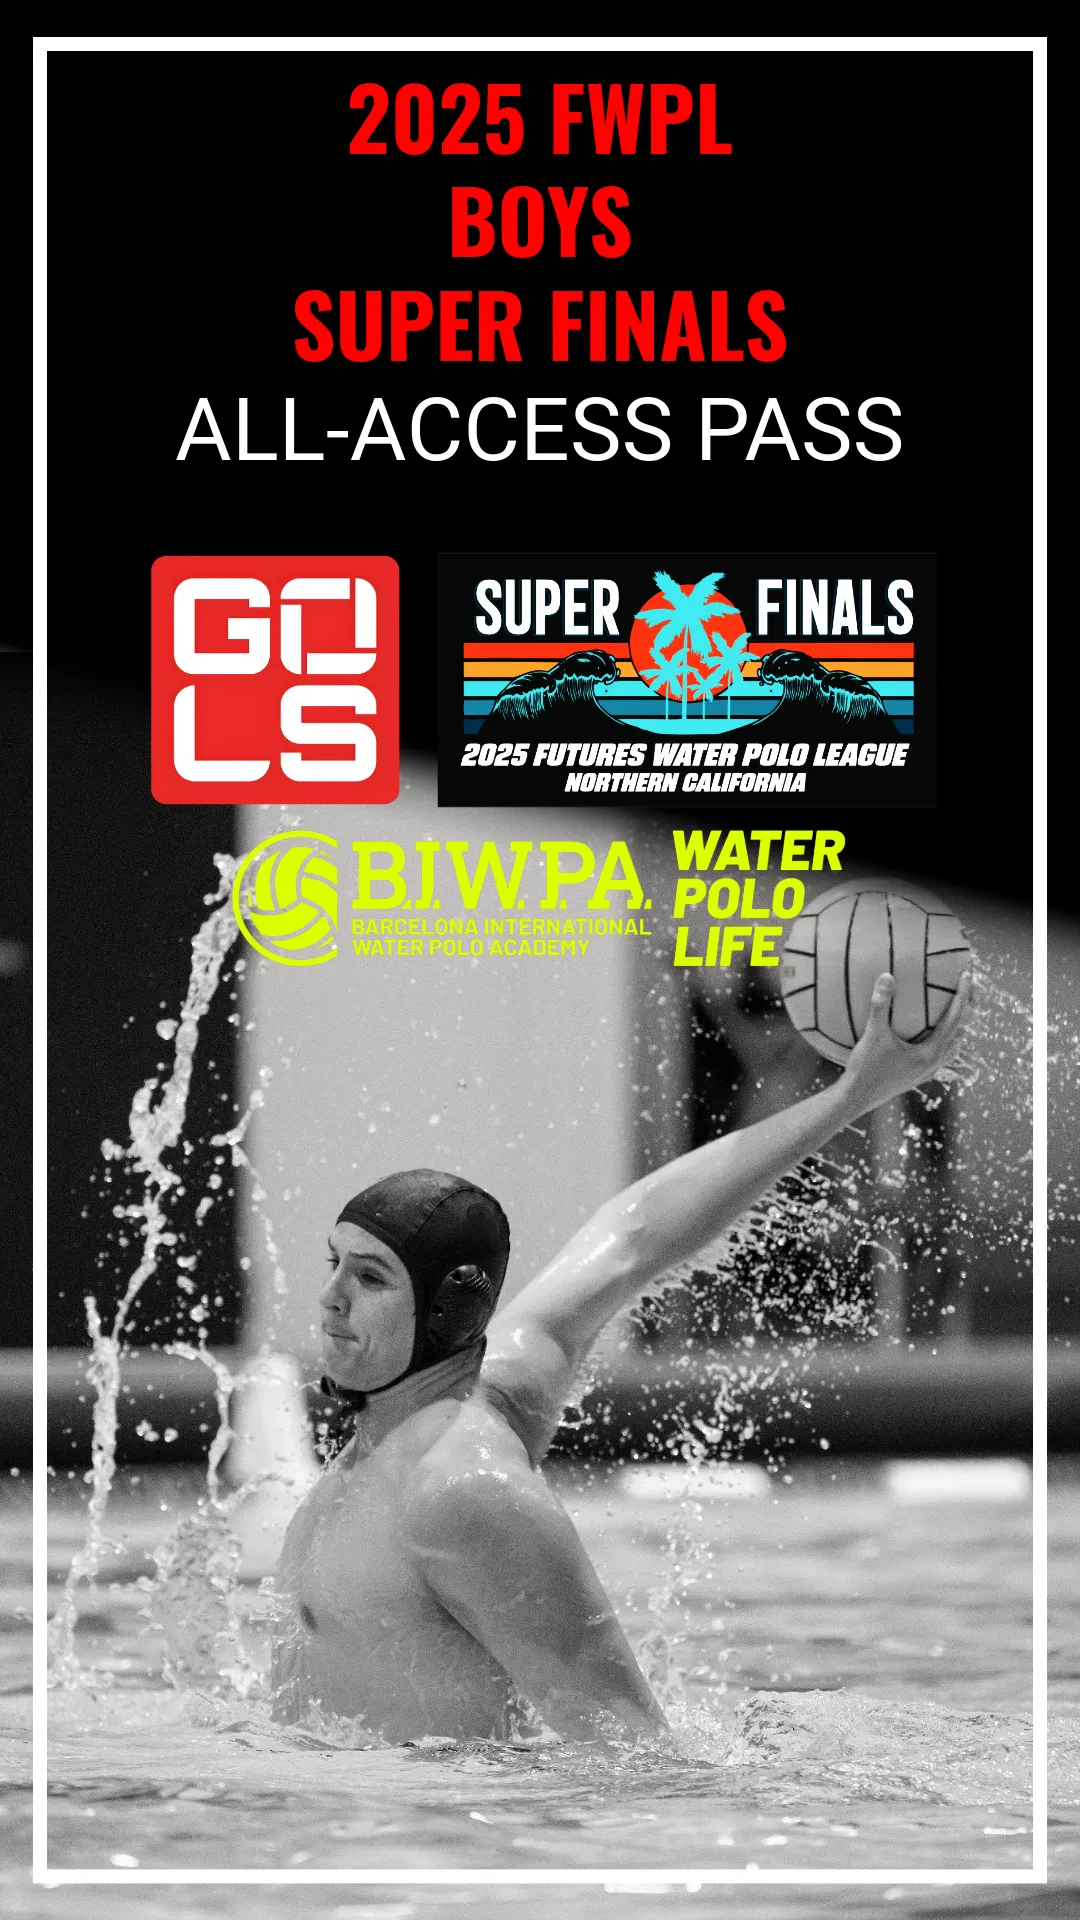 2025 FWPL
BOYS
SUPER FINALS
ALL-ACCESS PASS
GO
LS
SUPER FINALS
2025 FUTURES WATER POLO LEAGUE
NORTHERN CALIFORNIA
B.I.W.P.A.
BARCELONA INTERNATIONAL
WATER POLO ACADEMY
WATER
POLO
LIFE